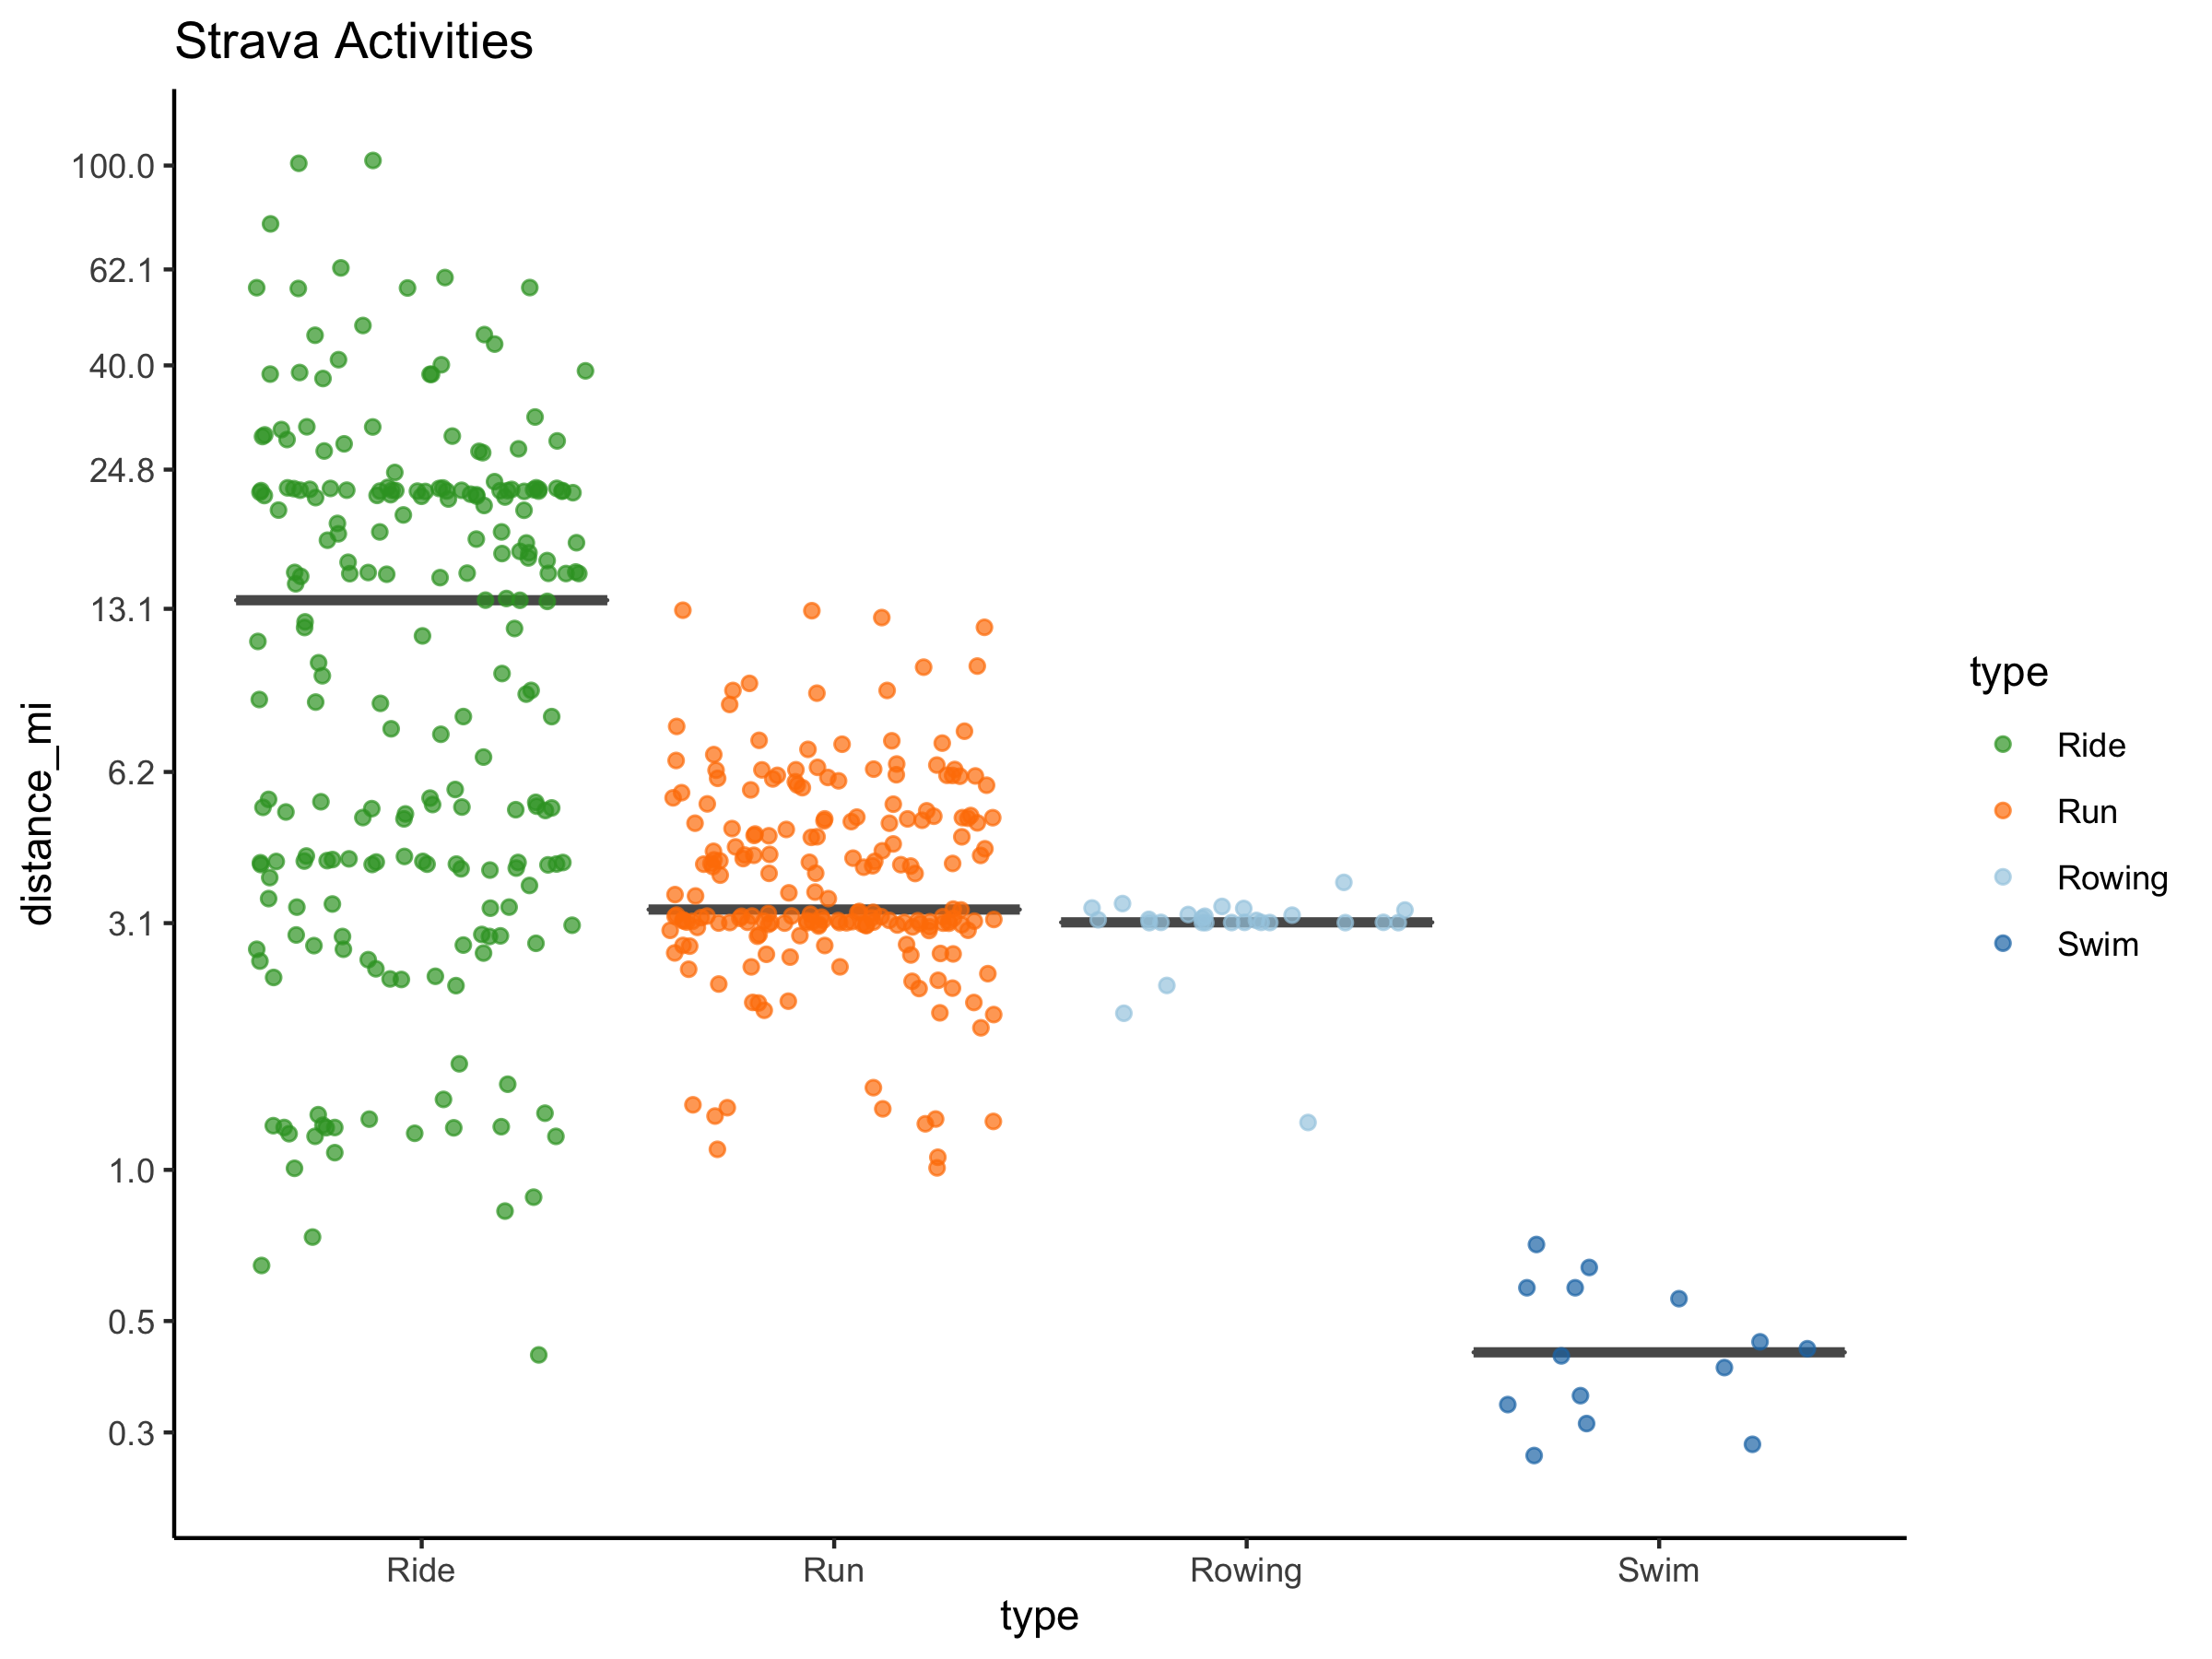 Strava Activities
100.0
62.1
40.0
24.8
13.1
6.2
3.1
1.0
0.5
0.3
distance_mi
Ride
Run
Rowing
Swim
type
type
Ride
Run
Rowing
Swim